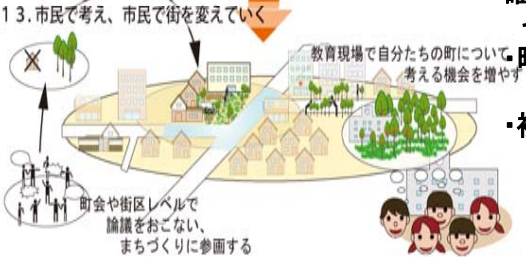 13.市民で考え、市民で街を変えていく
教育現場で自分たちの町について
考える機会を増やす
町会や街区レベルで
論議をおこない、
まちづくりに参画する